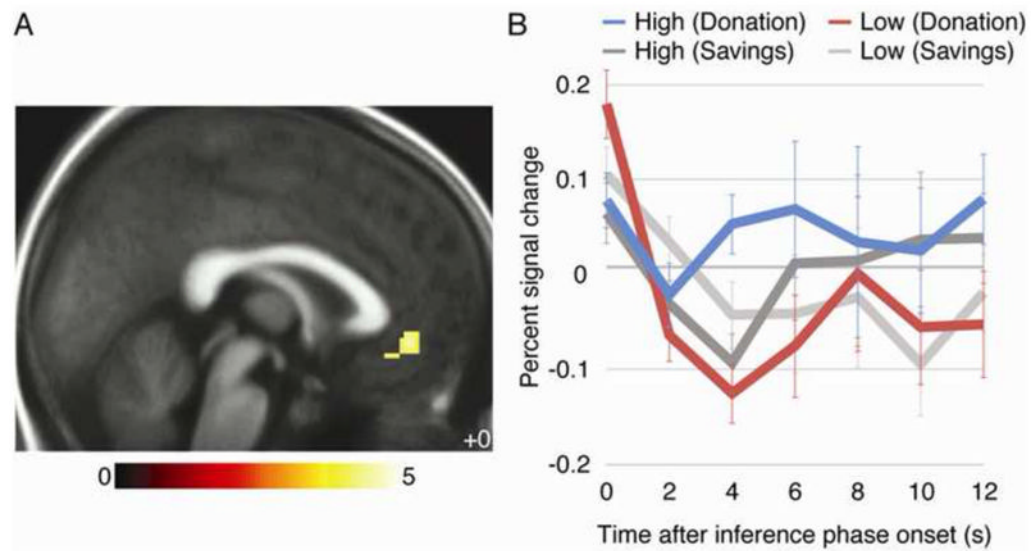 A
+0
0 5
B
High (Donation) Low (Donation)
High (Savings) Low (Savings)
Percent signal change
0.2
0.1
0
-0.1
-0.2
0 2 4 6 8 10 12
Time after inference phase onset (s)